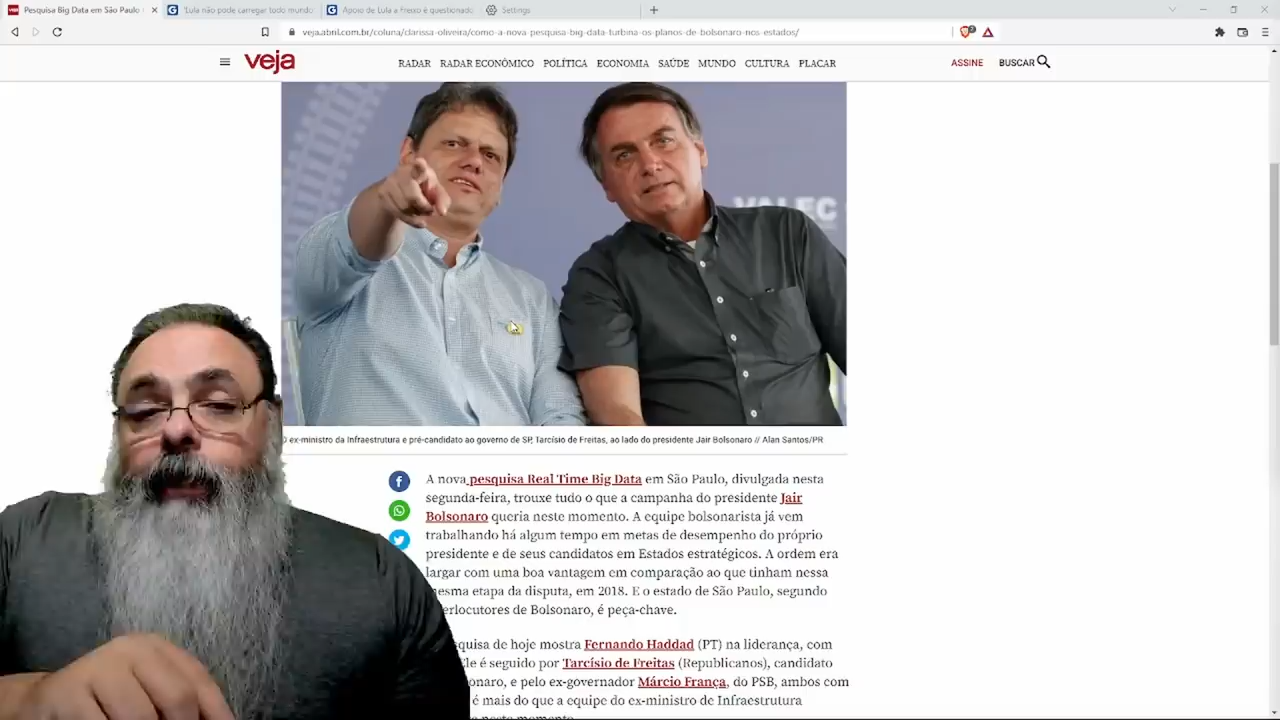 Pesquisa Big Data em São Paulo
'Lula não pode carregar todo mundo
Apoio de Lula a Freixo é questionado
Settings
veja.abril.com.br/coluna/clarissa-oliveira/como-a-nova-pesquisa-big-data-turbina-os-planos-de-bolsonaro-nos-estados/
veja
RADAR RADAR ECONÔMICO POLÍTICA ECONOMIA SAÚDE MUNDO CULTURA PLACAR
ASSINE BUSCAR
VALEC
ex-ministro da Infraestrutura e pré-candidato ao governo de SP, Tarcísio de Freitas, ao lado do presidente Jair Bolsonaro // Alan Santos/PR
A nova pesquisa Real Time Big Data em São Paulo, divulgada nesta
segunda-feira, trouxe tudo o que a campanha do presidente Jair
Bolsonaro queria neste momento. A equipe bolsonarista já vem
trabalhando há algum tempo em metas de desempenho do próprio
presidente e de seus candidatos em Estados estratégicos. A ordem era
largar com uma boa vantagem em comparação ao que tinham nessa
mesma etapa da disputa, em 2018. E o estado de São Paulo, segundo
erlocutores de Bolsonaro, é peça-chave.
squisa de hoje mostra Fernando Haddad (PT) na liderança, com
Ele é seguido por Tarcísio de Freitas (Republicanos), candidato
onaro, e pelo ex-governador Márcio França, do PSB, ambos com
é mais do que a equipe do ex-ministro de Infraestrutura